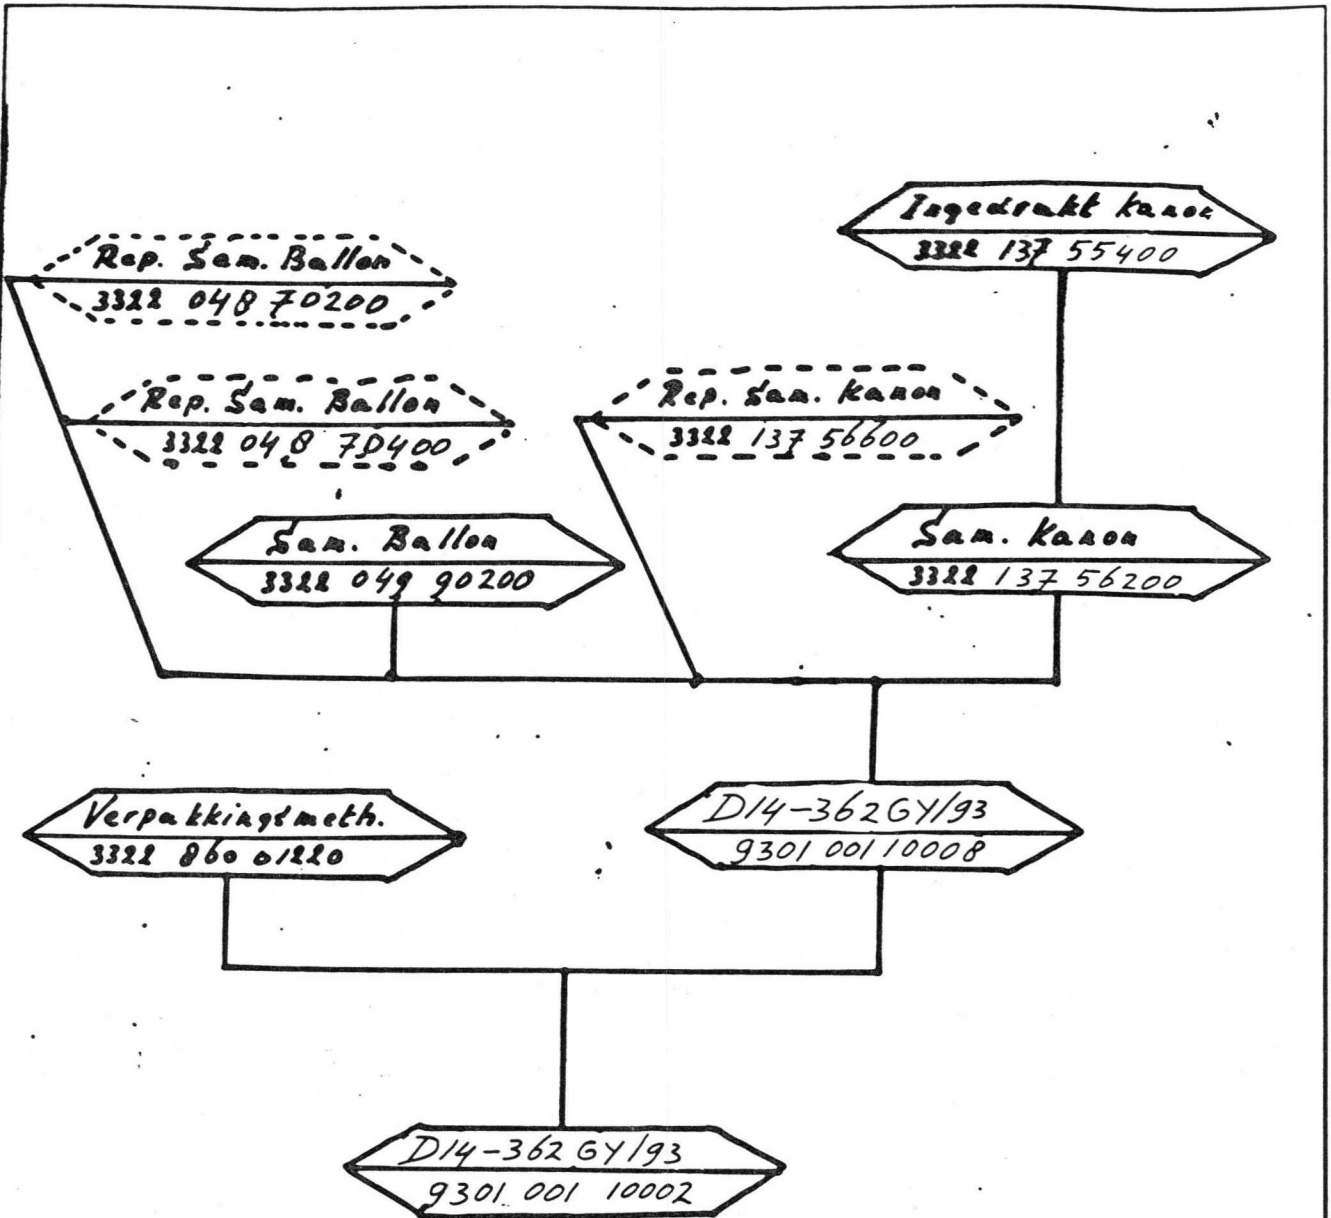 Ingedrukt kanon
3322 137 55400
Rep. Sam. Ballon
3322 048 70200
Rep. Sam. Ballon
3322 048 70400
Rep. Sam. Kanon
3322 137 56600
Sam. Ballon
3322 049 90200
Sam. Kanon
3322 137 56200
Verpakkingsmeth.
3322 860 01220
D14-362GY/93
9301 001 10008
D14-362 GY/93
9301 001 10002